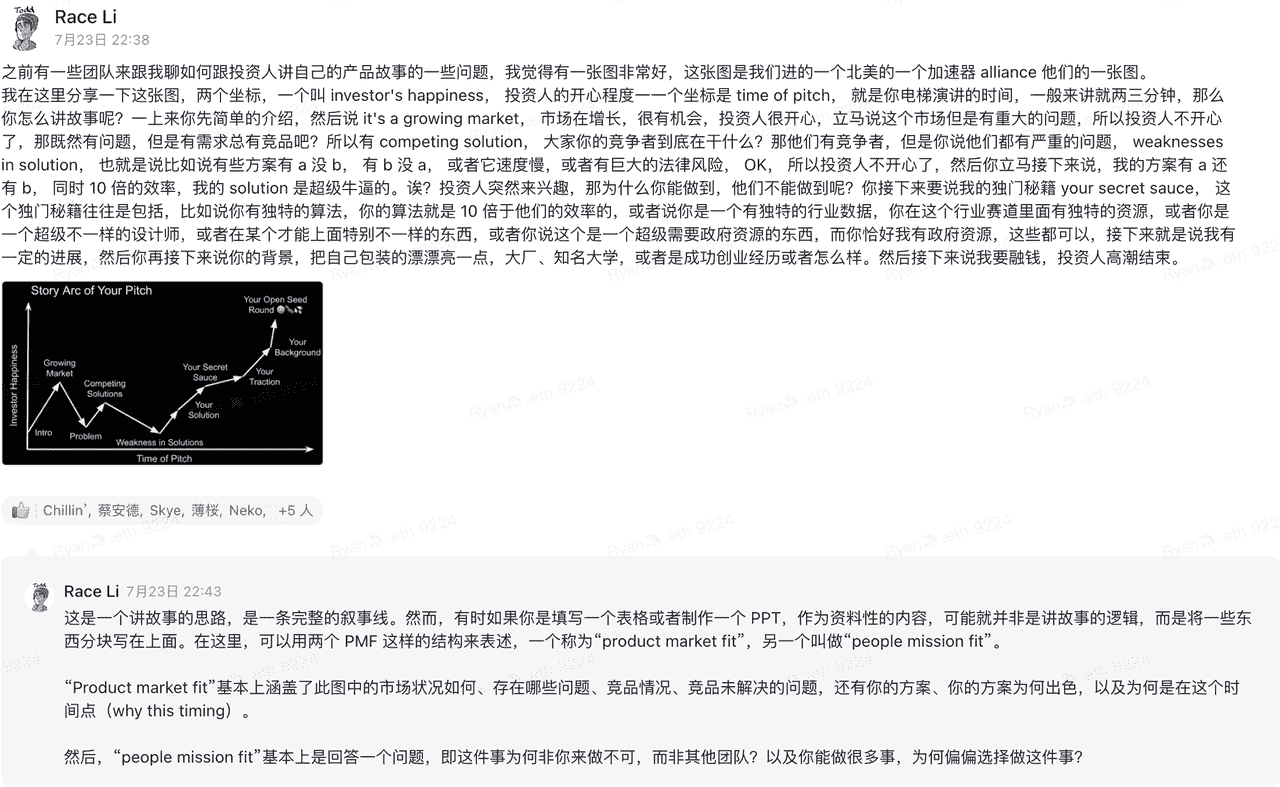 Race Li
7月23日 22:38
之前有一些团队来跟我聊如何跟投资人讲自己的产品故事的一些问题，我觉得有一张图非常好，这张图是我们进的一个北美的一个加速器 alliance 他们的一张图。
我在这里分享一下这张图，两个坐标，一个叫 investor's happiness， 投资人的开心程度一一个坐标是 time of pitch， 就是你电梯演讲的时间，一般来讲就两三分钟，那么
你怎么讲故事呢？一上来你先简单的介绍，然后说 it's a growing market， 市场在增长，很有机会，投资人很开心，立马说这个市场但是有重大的问题，所以投资人不开心
了，那既然有问题，但是有需求总有竞品吧？所以有 competing solution， 大家你的竞争者到底在干什么？那他们有竞争者，但是你说他们都有严重的问题， weaknesses
in solution， 也就是说比如说有些方案有 a 没 b， 有 b 没 a， 或者它速度慢，或者有巨大的法律风险， OK， 所以投资人不开心了，然后你立马接下来说，我的方案有 a 还
有 b， 同时 10 倍的效率，我的 solution 是超级牛逼的。诶？投资人突然来兴趣，那为什么你能做到，他们不能做到呢？你接下来要说我的独门秘籍 your secret sauce， 这
个独门秘籍往往是包括，比如说你有独特的算法，你的算法就是 10 倍于他们的效率的，或者说你是一个有独特的行业数据，你在这个行业赛道里面有独特的资源，或者你是
一个超级不一样的设计师，或者在某个才能上面特别不一样的东西，或者你说这个是一个超级需要政府资源的东西，而你恰好我有政府资源，这些都可以，接下来就是说我有
一定的进展，然后你再接下来说你的背景，把自己包装的漂漂亮一点，大厂、知名大学，或者是成功创业经历或者怎么样。然后接下来说我要融钱，投资人高潮结束。
Story Arc of Your Pitch
Your Open Seed
Round
Your
Background
Growing
Market
Your Secret
Sauce
Your
Traction
Competing
Solutions
Your
Solution
Intro
Problem
Weakness in Solutions
Investor Happiness
Time of Pitch
Chillin', 蔡安德, Skye, 薄桜, Neko, +5 人
Race Li 7月23日 22:43
这是一个讲故事的思路，是一条完整的叙事线。然而，有时如果你是填写一个表格或者制作一个 PPT，作为资料性的内容，可能就并非是讲故事的逻辑，而是将一些东
西分块写在上面。在这里，可以用两个 PMF 这样的结构来表述，一个称为“product market fit”，另一个叫做“people mission fit”。
“Product market fit”基本上涵盖了此图中的市场状况如何、存在哪些问题、竞品情况、竞品未解决的问题，还有你的方案、你的方案为何出色，以及为何是在这个时
间点（why this timing）。
然后，“people mission fit”基本上是回答一个问题，即这件事为何非你来做不可，而非其他团队？以及你能做很多事，为何偏偏选择做这件事？
Ryan .eth 9224